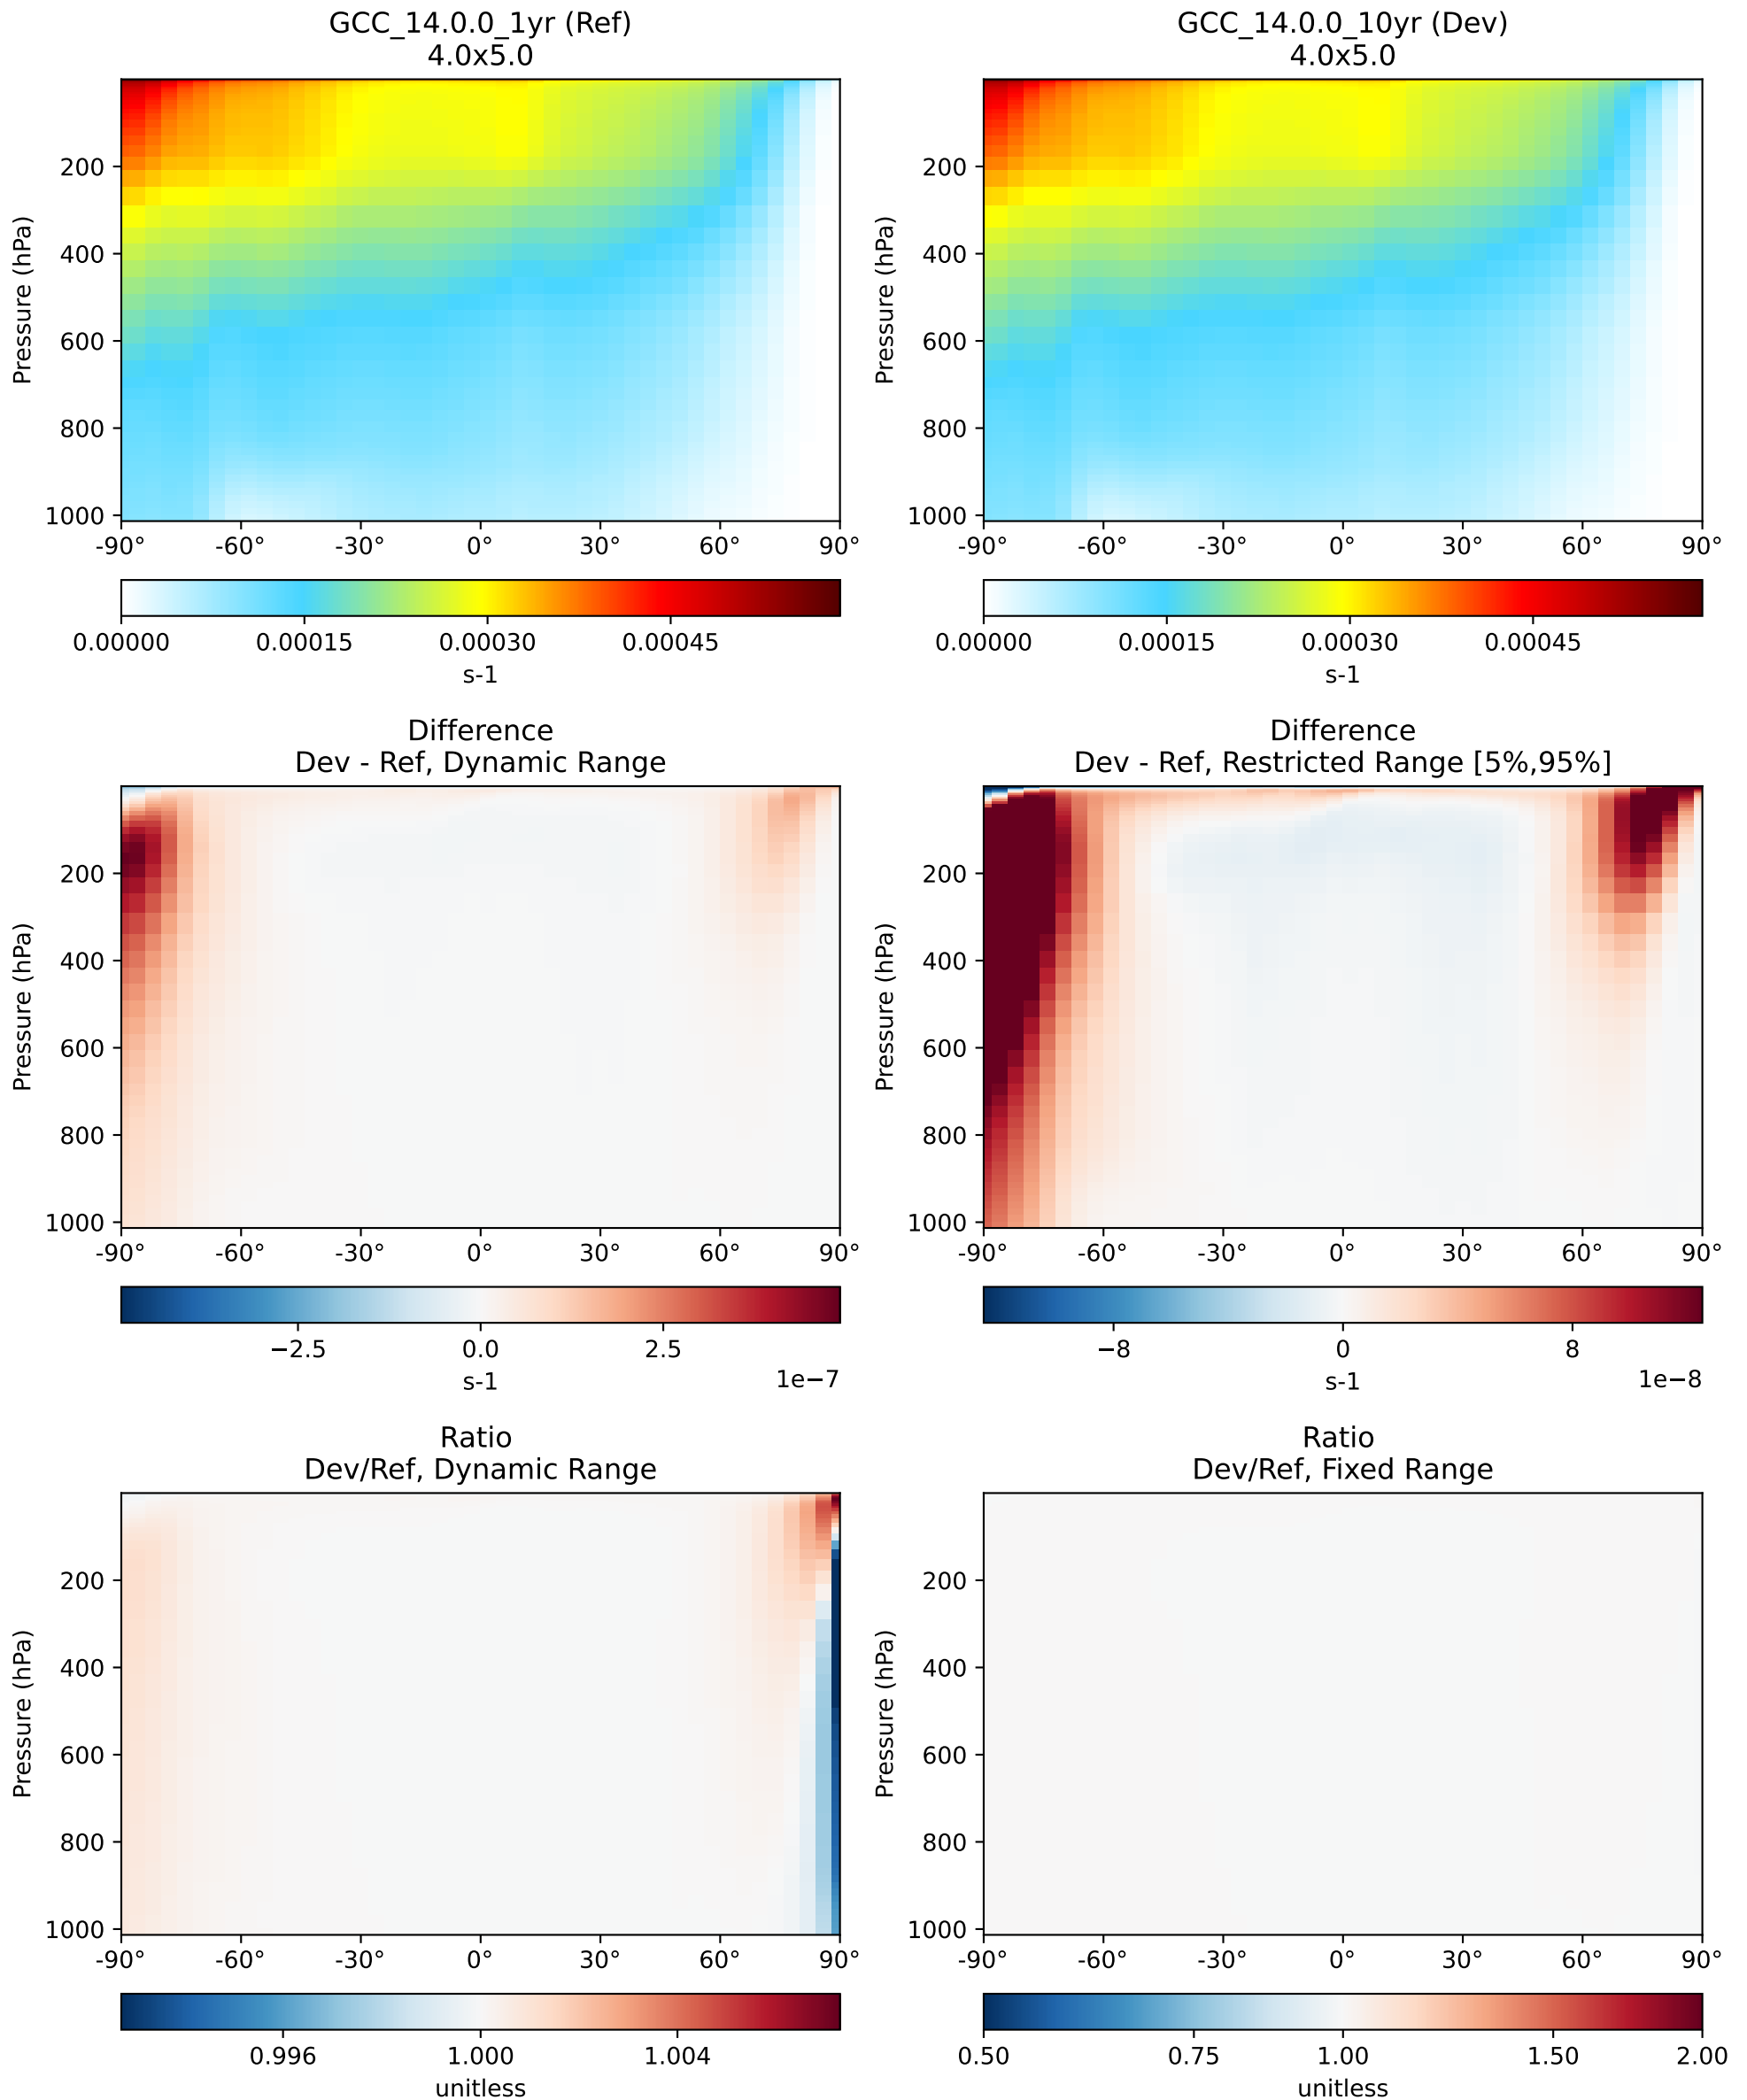 GCC_14.0.0_1yr (Ref)
4.0x5.0
Pressure (hPa)
200
400
600
800
1000
-90° -60° -30° 0° 30° 60° 90°
0.00000 0.00015 0.00030 0.00045
s-1
GCC_14.0.0_10yr (Dev)
4.0x5.0
Pressure (hPa)
200
400
600
800
1000
-90° -60° -30° 0° 30° 60° 90°
0.00000 0.00015 0.00030 0.00045
s-1
Difference
Dev - Ref, Dynamic Range
Pressure (hPa)
200
400
600
800
1000
-90° -60° -30° 0° 30° 60° 90°
−2.5 0.0 2.5
s-1
1e−7
Difference
Dev - Ref, Restricted Range [5%,95%]
Pressure (hPa)
200
400
600
800
1000
-90° -60° -30° 0° 30° 60° 90°
−8 0 8
s-1
1e−8
Ratio
Dev/Ref, Dynamic Range
Pressure (hPa)
200
400
600
800
1000
-90° -60° -30° 0° 30° 60° 90°
0.996 1.000 1.004
unitless
Ratio
Dev/Ref, Fixed Range
Pressure (hPa)
200
400
600
800
1000
-90° -60° -30° 0° 30° 60° 90°
0.50 0.75 1.00 1.50 2.00
unitless